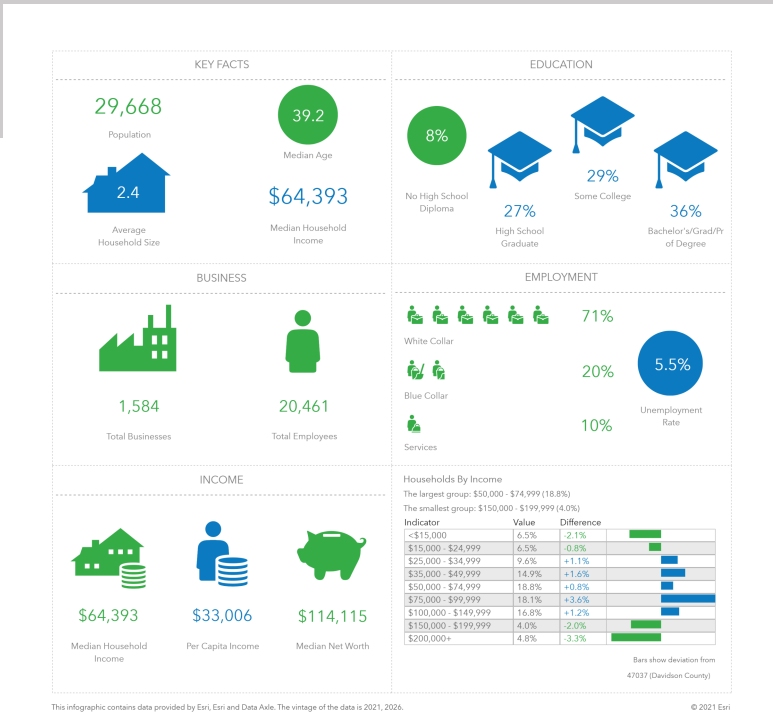 KEY FACTS
29,668
Population
39.2
Median Age
2.4
Average
Household Size
$64,393
Median Household
Income
EDUCATION
8%
No High School
Diploma
27%
High School
Graduate
29%
Some College
36%
Bachelor's/Grad/Pr
of Degree
BUSINESS
1,584
Total Businesses
20,461
Total Employees
EMPLOYMENT
71%
White Collar
20%
Blue Collar
10%
Services
5.5%
Unemployment
Rate
INCOME
$64,393
Median Household
Income
$33,006
Per Capita Income
$114,115
Median Net Worth
Households By Income
The largest group: $50,000 - $74,999 (18.8%)
The smallest group: $150,000 - $199,999 (4.0%)
Indicator Value Difference
<$15,000 6.5% -2.1%
$15,000 - $24,999 6.5% -0.8%
$25,000 - $34,999 9.6% +1.1%
$35,000 - $49,999 14.9% +1.6%
$50,000 - $74,999 18.8% +0.8%
$75,000 - $99,999 18.1% +3.6%
$100,000 - $149,999 16.8% +1.2%
$150,000 - $199,999 4.0% -2.0%
$200,000+ 4.8% -3.3%
Bars show deviation from
47037 (Davidson County)
This infographic contains data provided by Esri, Esri and Data Axle. The vintage of the data is 2021, 2026.
© 2021 Esri